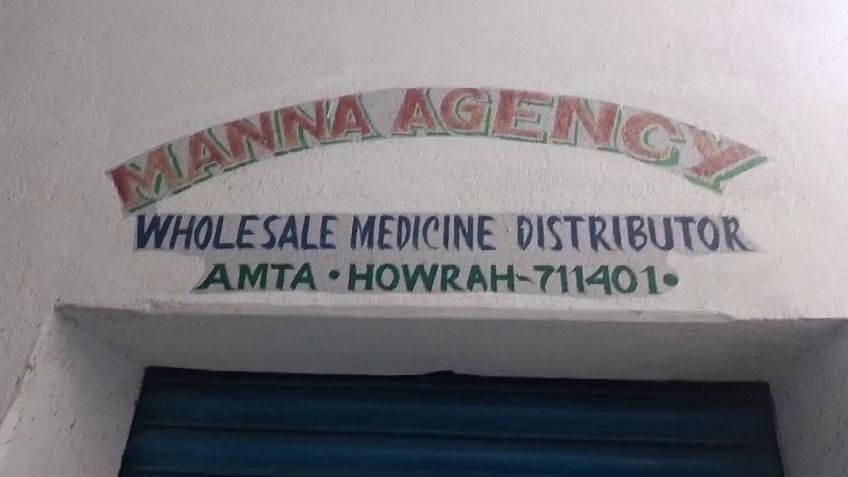 MANNA AGENCY
WHOLESALE MEDICINE DISTRIBUTOR
AMTA • HOWRAH-711401•